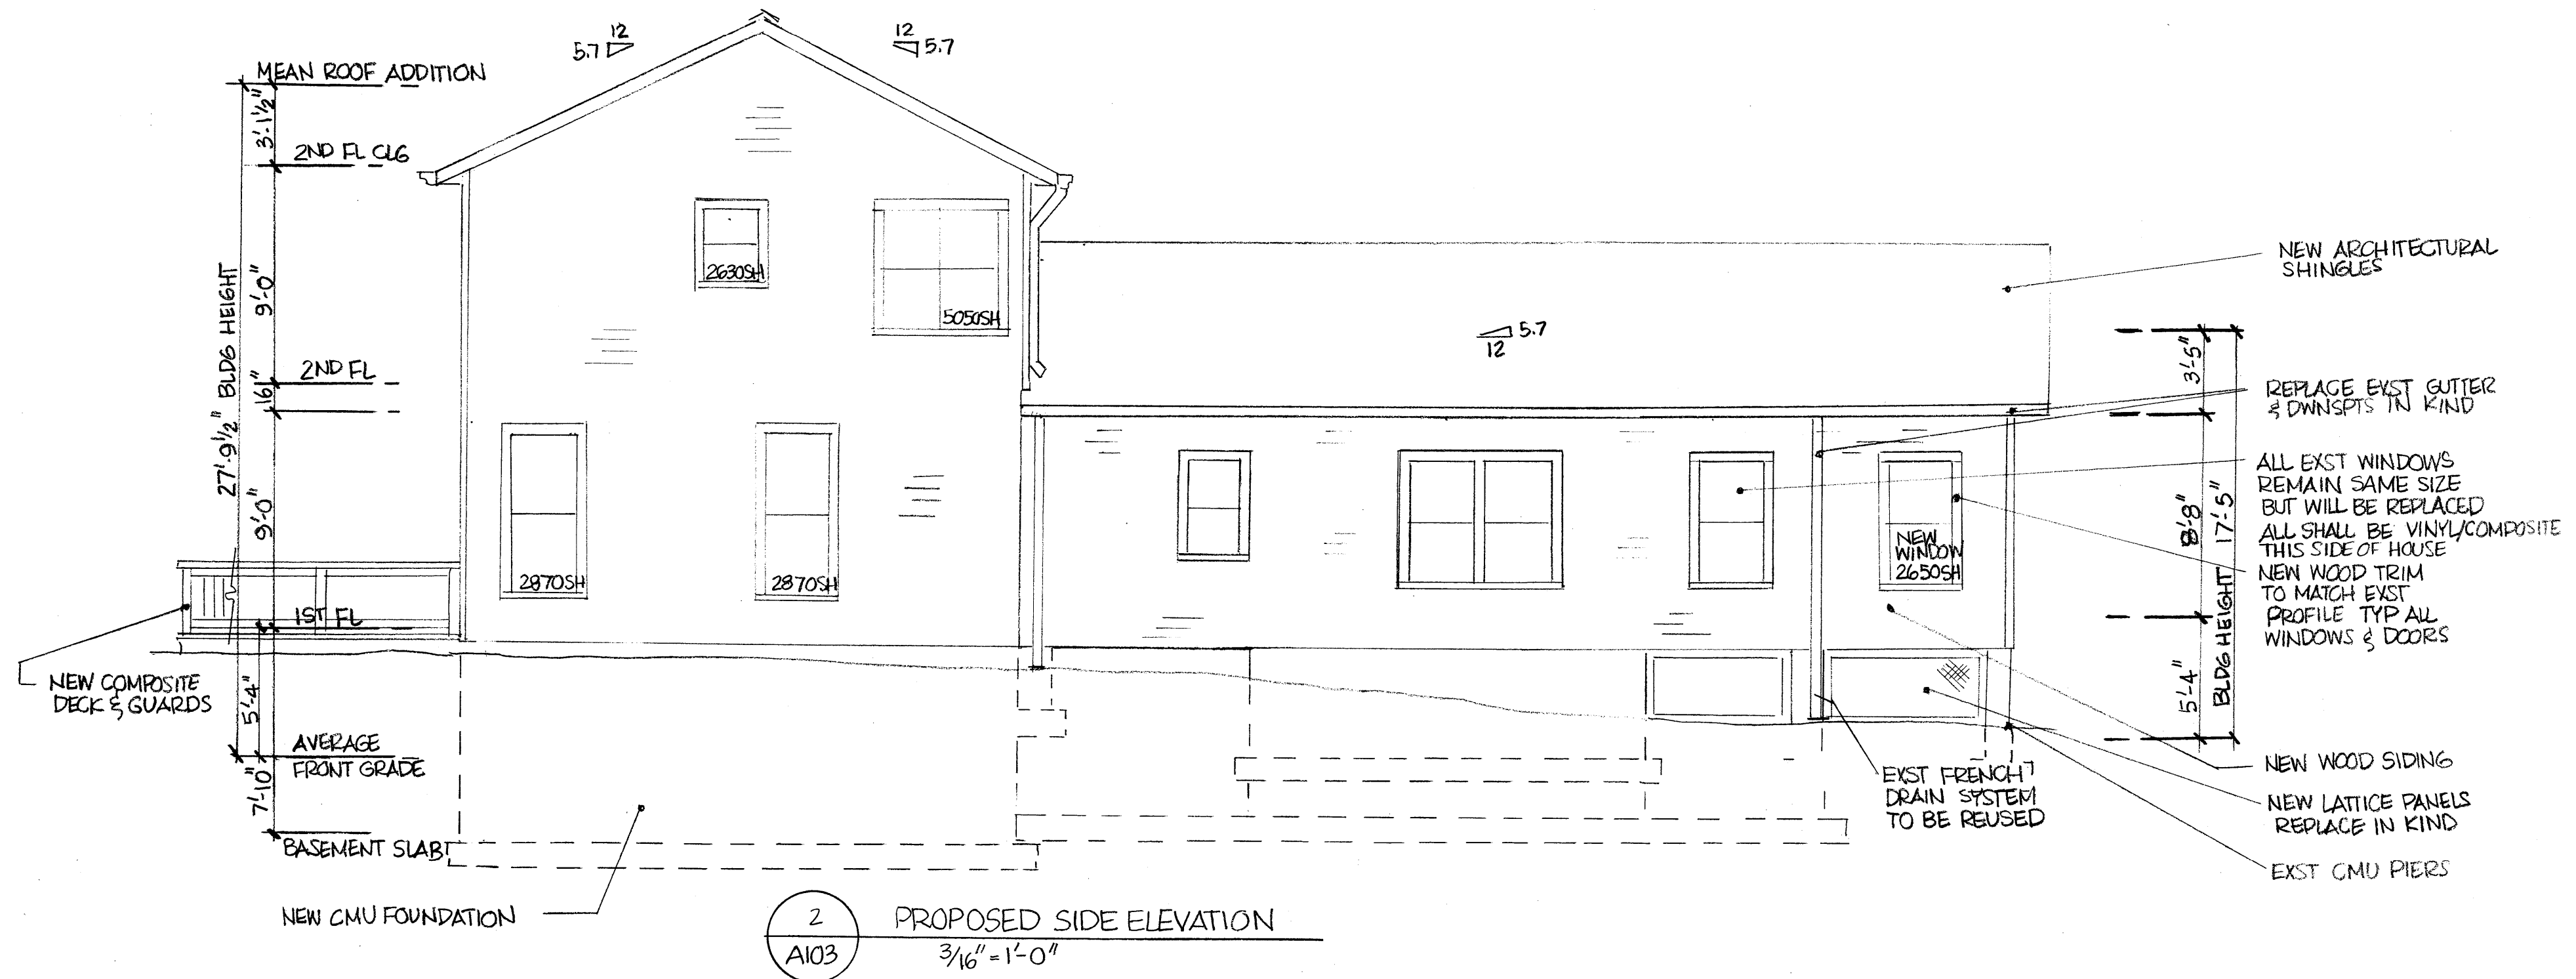 12
5.7
12
5.7
MEAN ROOF ADDITION
3'-1 1/2"
2ND FL CLG
9'-0"
27'-9 1/2" BLDG HEIGHT
2ND FL
16"
9'-0"
1ST FL
5'-4"
AVERAGE
FRONT GRADE
7'-10"
BASEMENT SLAB
NEW COMPOSITE
DECK & GUARDS
NEW CMU FOUNDATION
2630SH
5050SH
2870SH
2870SH
5.7
12
NEW
WINDOW
2650SH
NEW ARCHITECTURAL
SHINGLES
3'-5"
REPLACE EXST GUTTER
& DWNSPTS IN KIND
ALL EXST WINDOWS
REMAIN SAME SIZE
BUT WILL BE REPLACED
ALL SHALL BE VINYL/COMPOSITE
THIS SIDE OF HOUSE
NEW WOOD TRIM
TO MATCH EXST
PROFILE TYP ALL
WINDOWS & DOORS
8'-8"
BLDG HEIGHT 17'-5"
5'-4"
NEW WOOD SIDING
NEW LATTICE PANELS
REPLACE IN KIND
EXST CMU PIERS
EXST FRENCH
DRAIN SYSTEM
TO BE REUSED
2
A103
PROPOSED SIDE ELEVATION
3/16" = 1'-0"